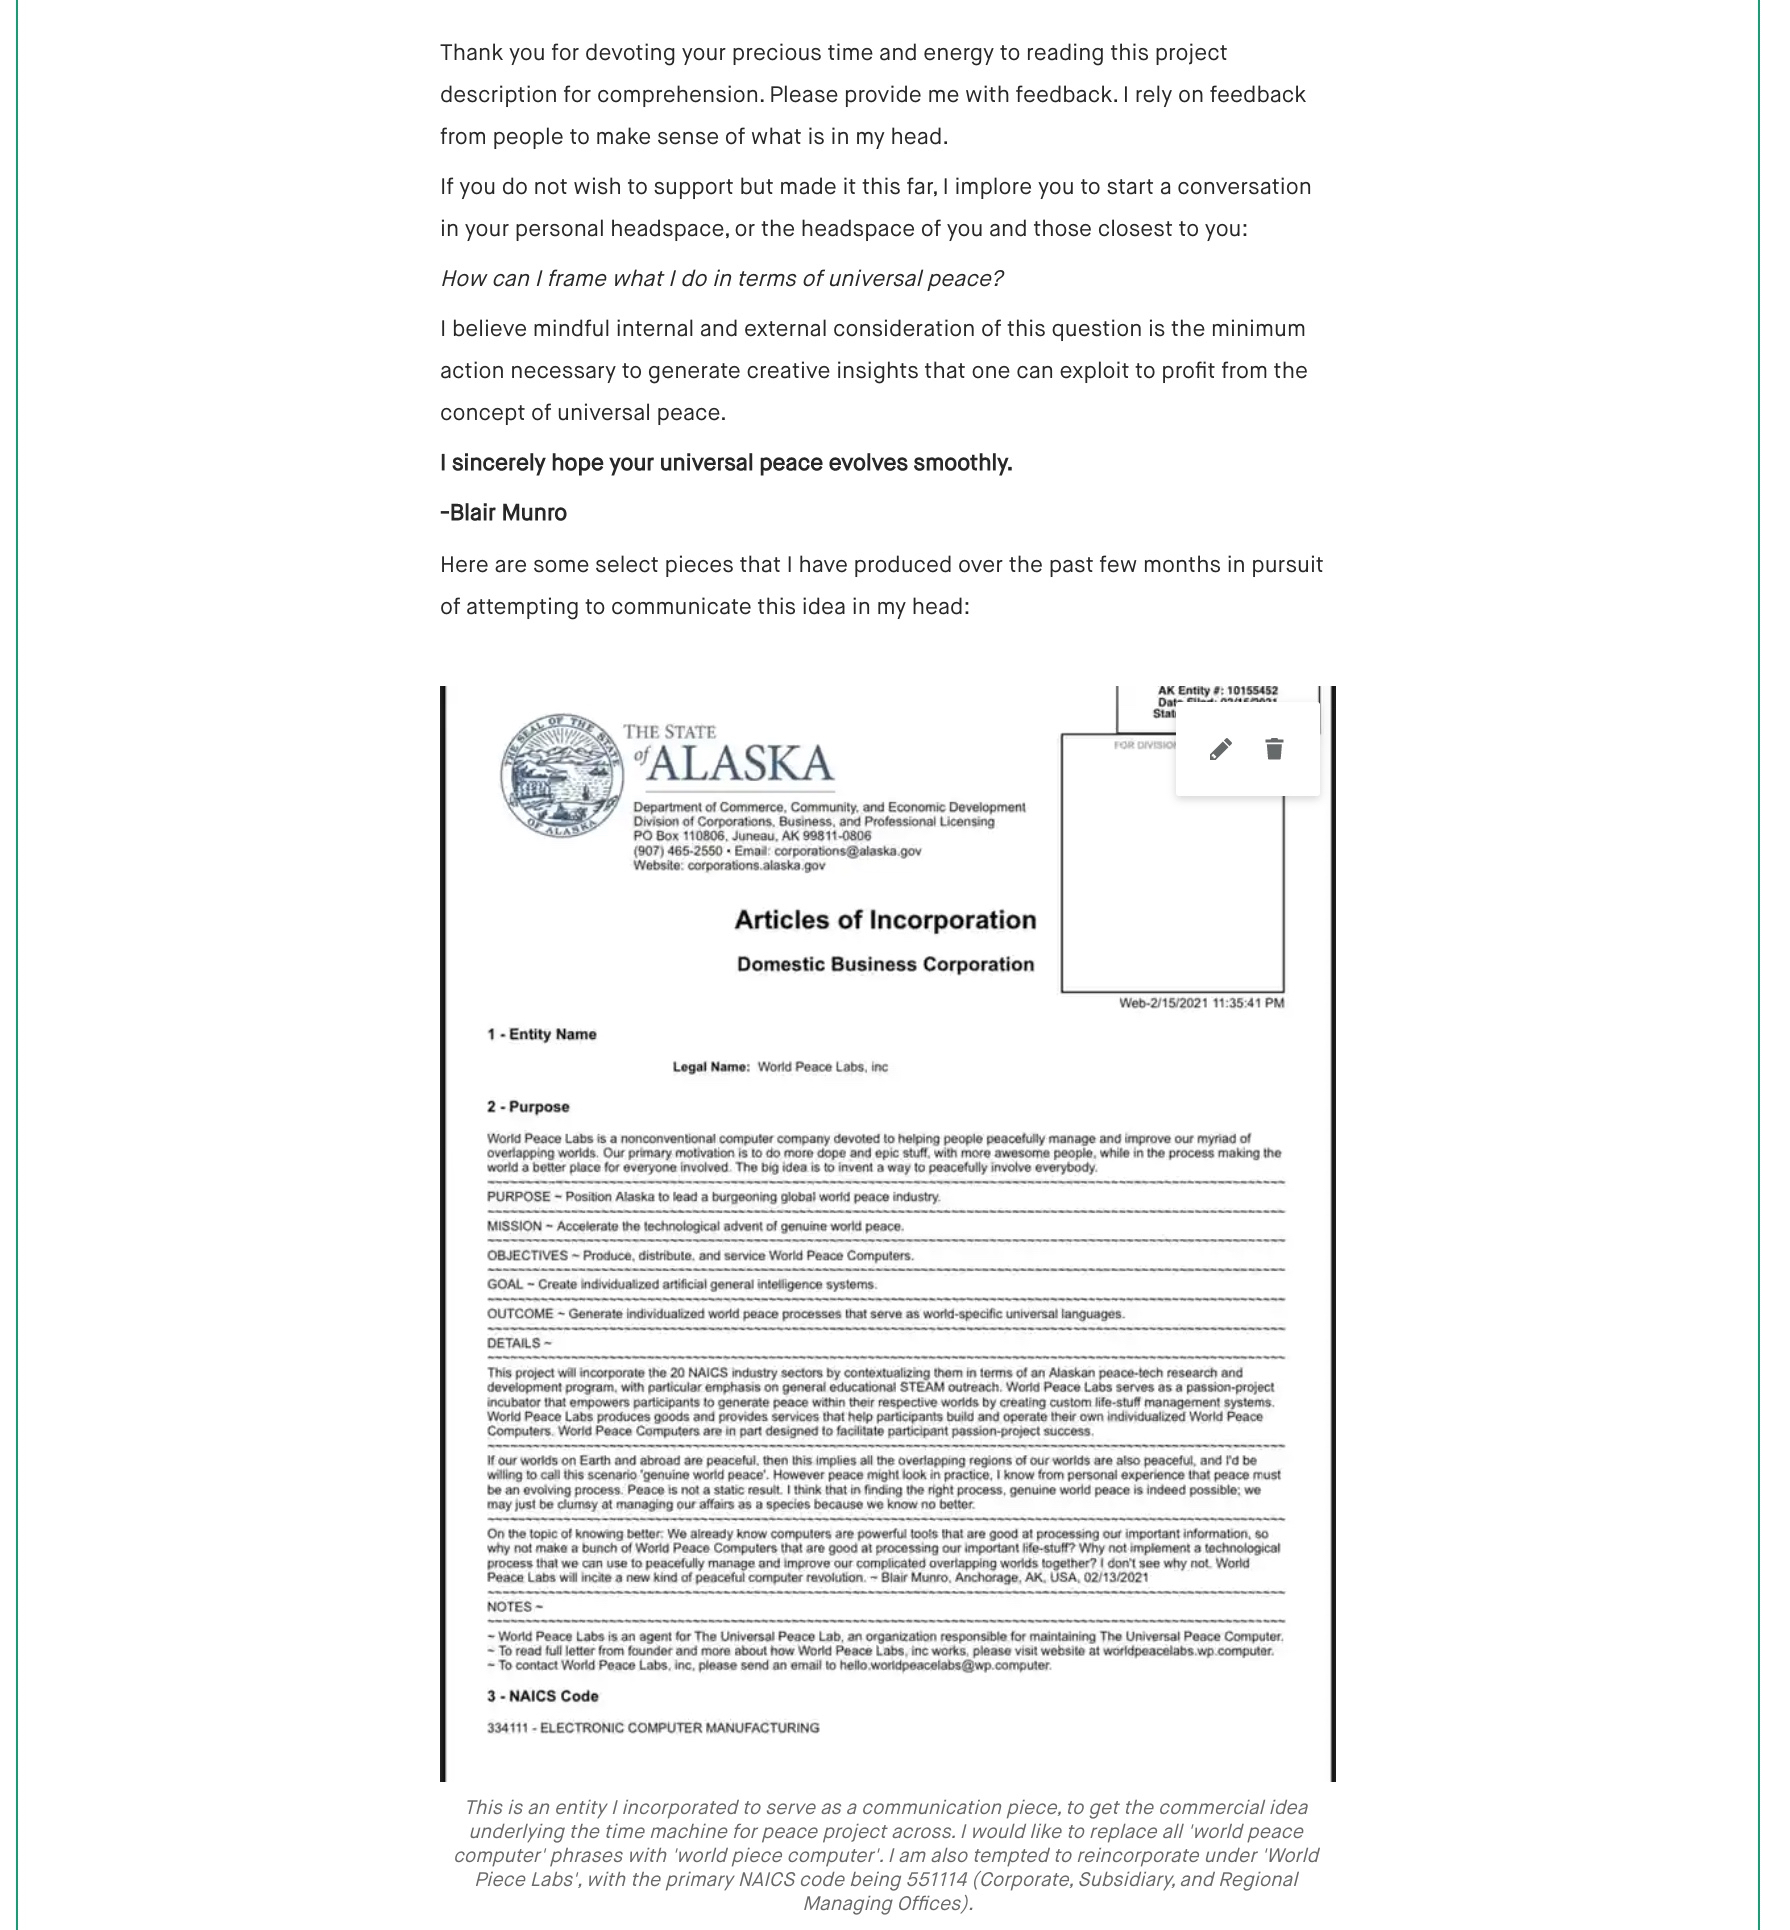 Thank you for devoting your precious time and energy to reading this project
description for comprehension. Please provide me with feedback. I rely on feedback
from people to make sense of what is in my head.
If you do not wish to support but made it this far, I implore you to start a conversation
in your personal headspace, or the headspace of you and those closest to you:
How can I frame what I do in terms of universal peace?
I believe mindful internal and external consideration of this question is the minimum
action necessary to generate creative insights that one can exploit to profit from the
concept of universal peace.
I sincerely hope your universal peace evolves smoothly.
-Blair Munro
Here are some select pieces that I have produced over the past few months in pursuit
of attempting to communicate this idea in my head:
AK Entity #: 10155452
THE SEAL OF THE STATE OF ALASKA
THE STATE
of ALASKA
FOR DIVISION
Department of Commerce, Community, and Economic Development
Division of Corporations, Business, and Professional Licensing
PO Box 110806, Juneau, AK 99811-0806
(907) 465-2550 • Email: corporations@alaska.gov
Website: corporations.alaska.gov
Articles of Incorporation
Domestic Business Corporation
Web-2/15/2021 11:35:41 PM
1 - Entity Name
Legal Name: World Peace Labs, inc
2 - Purpose
World Peace Labs is a nonconventional computer company devoted to helping people peacefully manage and improve our myriad of
overlapping worlds. Our primary motivation is to do more dope and epic stuff, with more awesome people, while in the process making the
world a better place for everyone involved. The big idea is to invent a way to peacefully involve everybody.
PURPOSE ~ Position Alaska to lead a burgeoning global world peace industry.
MISSION ~ Accelerate the technological advent of genuine world peace.
OBJECTIVES ~ Produce, distribute, and service World Peace Computers.
GOAL ~ Create individualized artificial general intelligence systems.
OUTCOME ~ Generate individualized world peace processes that serve as world-specific universal languages.
DETAILS ~
This project will incorporate the 20 NAICS industry sectors by contextualizing them in terms of an Alaskan peace-tech research and
development program, with particular emphasis on general educational STEAM outreach. World Peace Labs serves as a passion-project
incubator that empowers participants to generate peace within their respective worlds by creating custom life-stuff management systems.
World Peace Labs produces goods and provides services that help participants build and operate their own individualized World Peace
Computers. World Peace Computers are in part designed to facilitate participant passion-project success.
If our worlds on Earth and abroad are peaceful, then this implies all the overlapping regions of our worlds are also peaceful, and I'd be
willing to call this scenario 'genuine world peace'. However peace might look in practice, I know from personal experience that peace must
be an evolving process. Peace is not a static result. I think that in finding the right process, genuine world peace is indeed possible; we
may just be clumsy at managing our affairs as a species because we know no better.
On the topic of knowing better: We already know computers are powerful tools that are good at processing our important information, so
why not make a bunch of World Peace Computers that are good at processing our important life-stuff? Why not implement a technological
process that we can use to peacefully manage and improve our complicated overlapping worlds together? I don't see why not. World
Peace Labs will incite a new kind of peaceful computer revolution. ~ Blair Munro, Anchorage, AK, USA, 02/13/2021
NOTES ~
~ World Peace Labs is an agent for The Universal Peace Lab, an organization responsible for maintaining The Universal Peace Computer.
~ To read full letter from founder and more about how World Peace Labs, inc works, please visit website at worldpeacelabs.wp.computer.
~ To contact World Peace Labs, inc, please send an email to hello.worldpeacelabs@wp.computer.
3 - NAICS Code
334111 - ELECTRONIC COMPUTER MANUFACTURING
This is an entity I incorporated to serve as a communication piece, to get the commercial idea
underlying the time machine for peace project across. I would like to replace all 'world peace
computer' phrases with 'world piece computer'. I am also tempted to reincorporate under 'World
Piece Labs', with the primary NAICS code being 551114 (Corporate, Subsidiary, and Regional
Managing Offices).